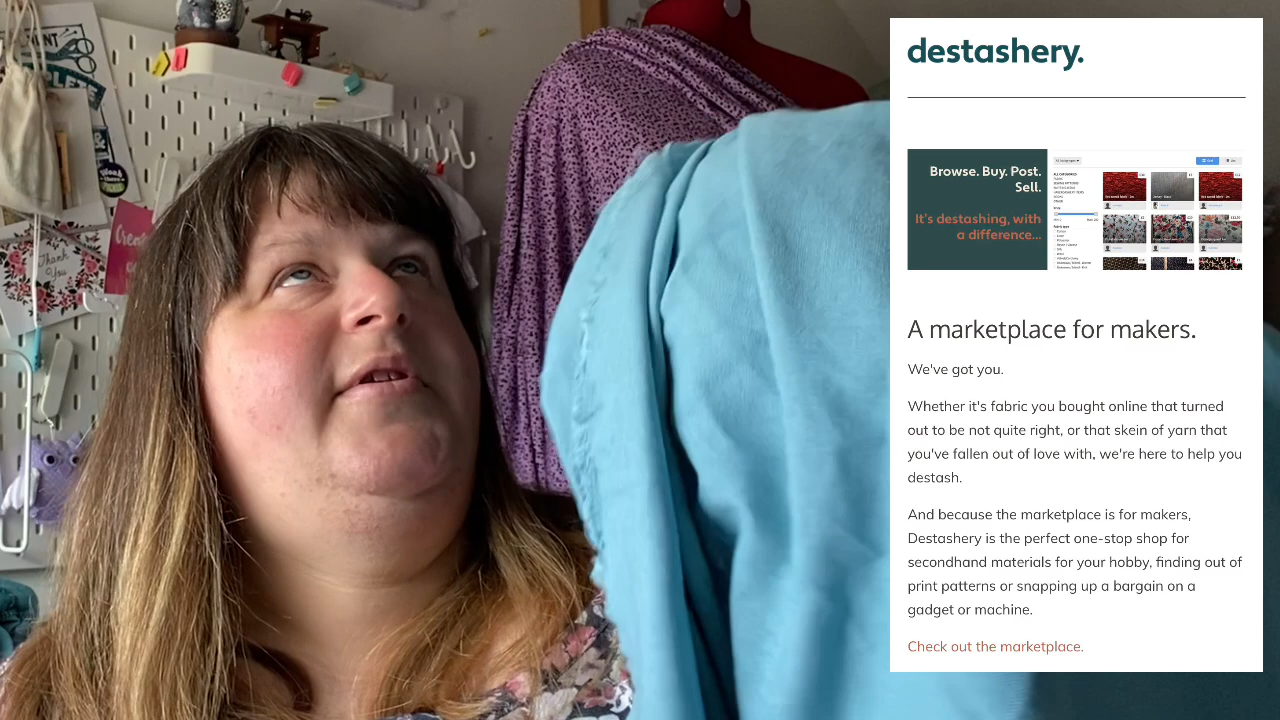 destashery.
Browse. Buy. Post.
Sell.
It's destashing, with
a difference...
A marketplace for makers.
We've got you.
Whether it's fabric you bought online that turned
out to be not quite right, or that skein of yarn that
you've fallen out of love with, we're here to help you
destash.
And because the marketplace is for makers,
Destashery is the perfect one-stop shop for
secondhand materials for your hobby, finding out of
print patterns or snapping up a bargain on a
gadget or machine.
Check out the marketplace.
Thank
You